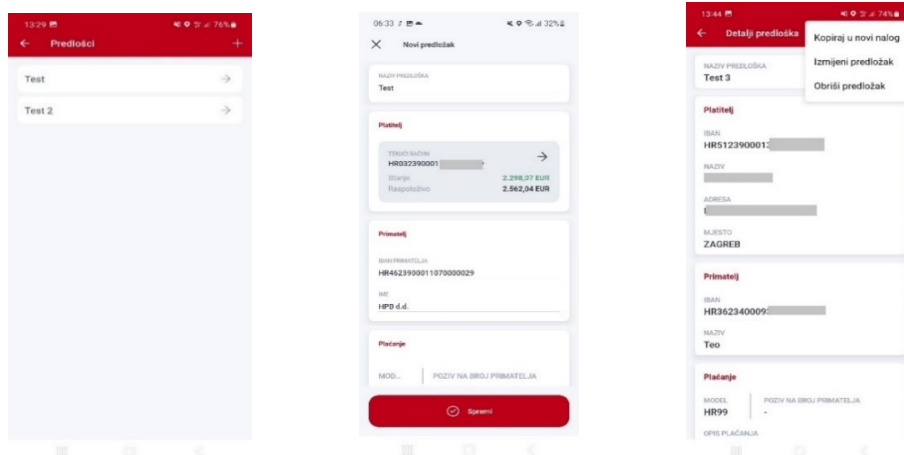 13:29
76%
Predlošci
Test
Test 2
06:33
32%
Novi predložak
NAZIV PREDLOŠKA
Test
Platitelj
TEKUĆI RAČUN
HR032390001
Stanje 2.298,07 EUR
Raspoloživo 2.562,04 EUR
Primatelj
IBAN PRIMATELJA
HR4623900011070000029
IME
HPB d.d.
Plaćanje
MOD... POZIV NA BROJ PRIMATELJA
Spremi
13:44
74%
Detalji predloška
Kopiraj u novi nalog
Izmijeni predložak
Obriši predložak
NAZIV PREDLOŠKA
Test 3
Platitelj
IBAN
HR512390001
NAZIV
ADRESA
MJESTO
ZAGREB
Primatelj
IBAN
HR362340009
NAZIV
Teo
Plaćanje
MODEL POZIV NA BROJ PRIMATELJA
HR99 -
OPIS PLAĆANJA